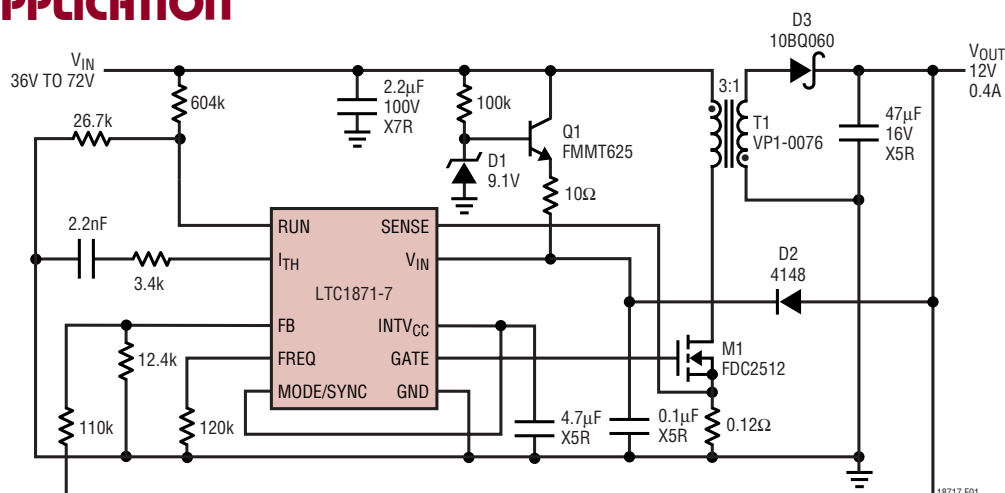 APPLICATION
VIN
36V TO 72V
604k
26.7k
2.2µF
100V
X7R
100k
Q1
FMMT625
D1
9.1V
10Ω
3:1
T1
VP1-0076
D3
10BQ060
VOUT
12V
0.4A
47µF
16V
X5R
2.2nF
3.4k
RUN
SENSE
ITH
VIN
LTC1871-7
FB
INTVCC
FREQ
GATE
MODE/SYNC
GND
D2
4148
M1
FDC2512
12.4k
110k
120k
4.7µF
X5R
0.1µF
X5R
0.12Ω
18717 F01